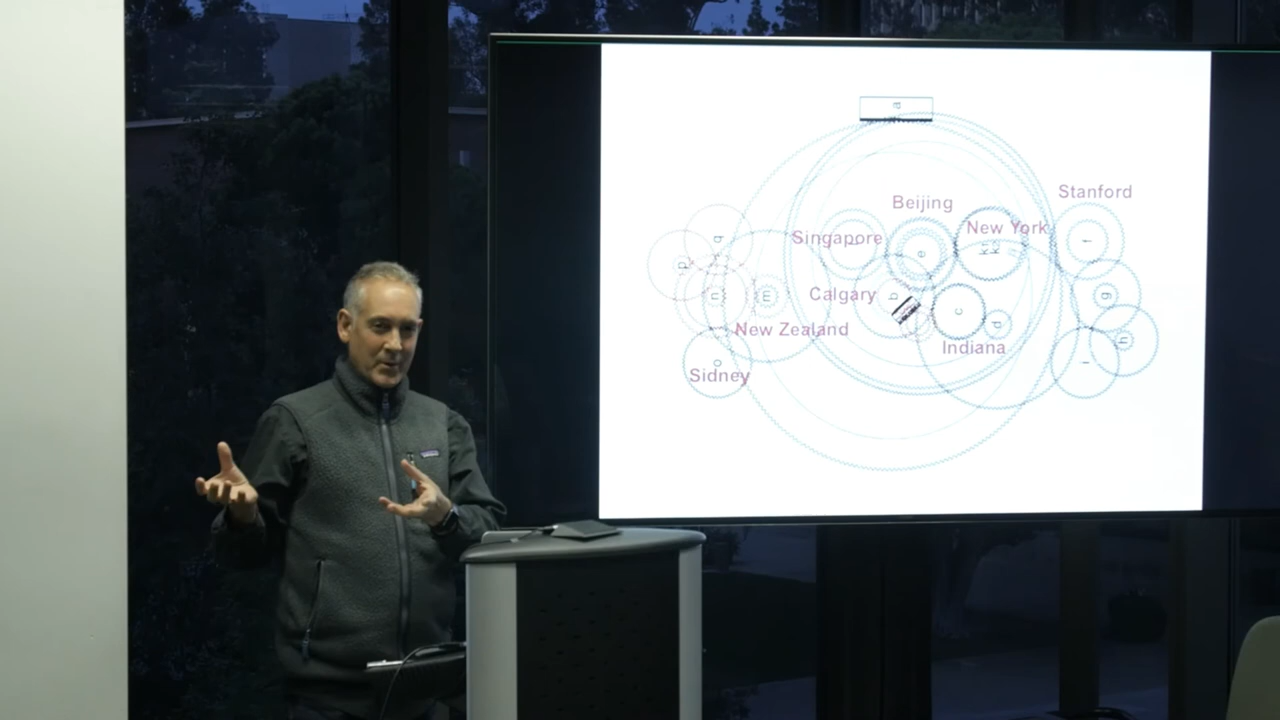 a
Stanford
Beijing
New York
Singapore
q
k
f
e
p
Calgary
b
n
m
g
c
d
New Zealand
h
Indiana
o
Sidney